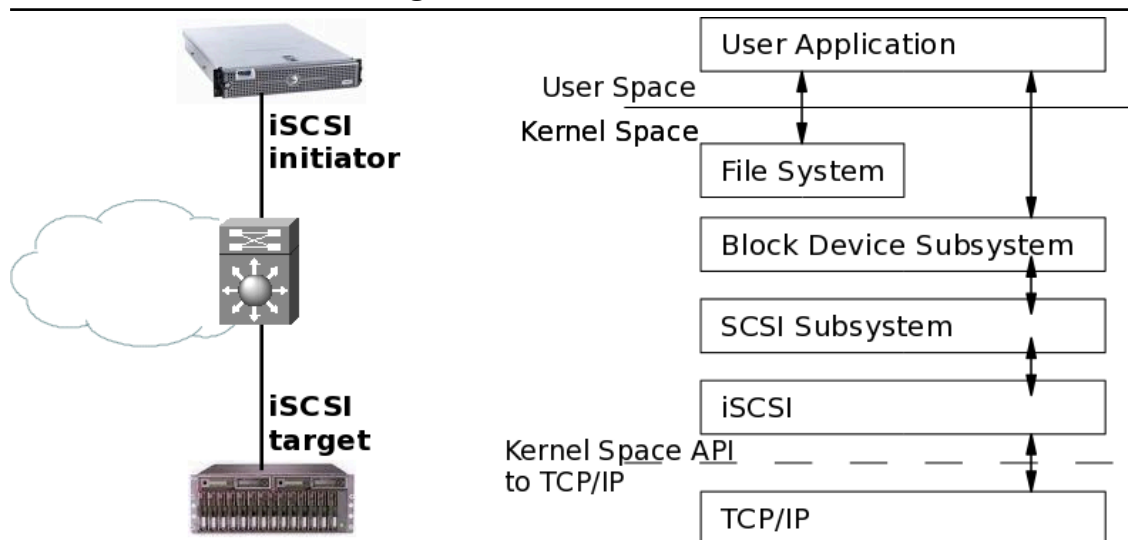 iSCSI
initiator
iSCSI
target
User Application
User Space
Kernel Space
File System
Block Device Subsystem
SCSI Subsystem
iSCSI
Kernel Space API
to TCP/IP
TCP/IP